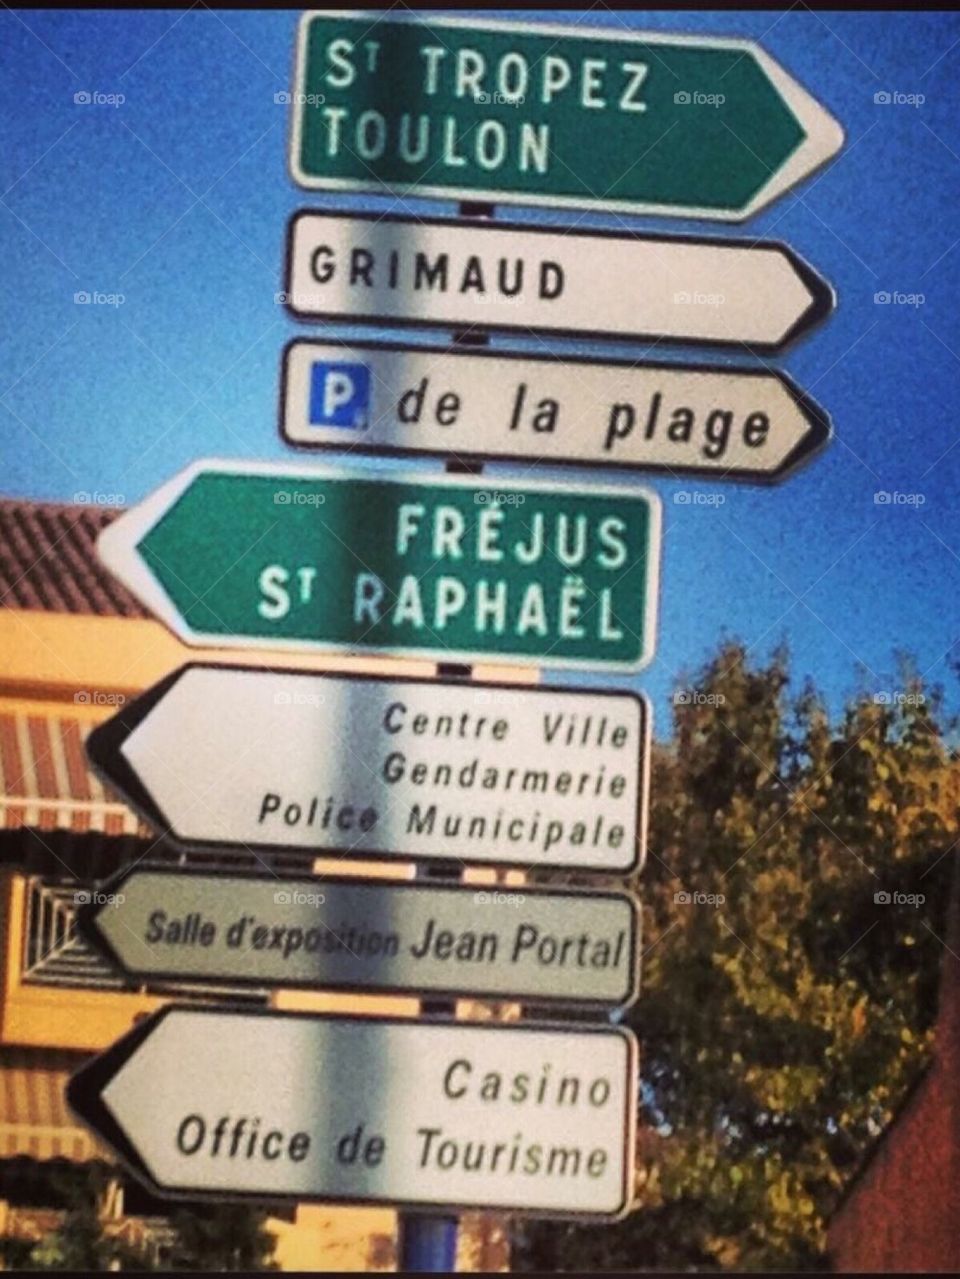 ST TROPEZ
TOULON
GRIMAUD
P de la plage
FRÉJUS
ST RAPHAËL
Centre Ville
Gendarmerie
Police Municipale
Salle d'exposition Jean Portal
Casino
Office de Tourisme